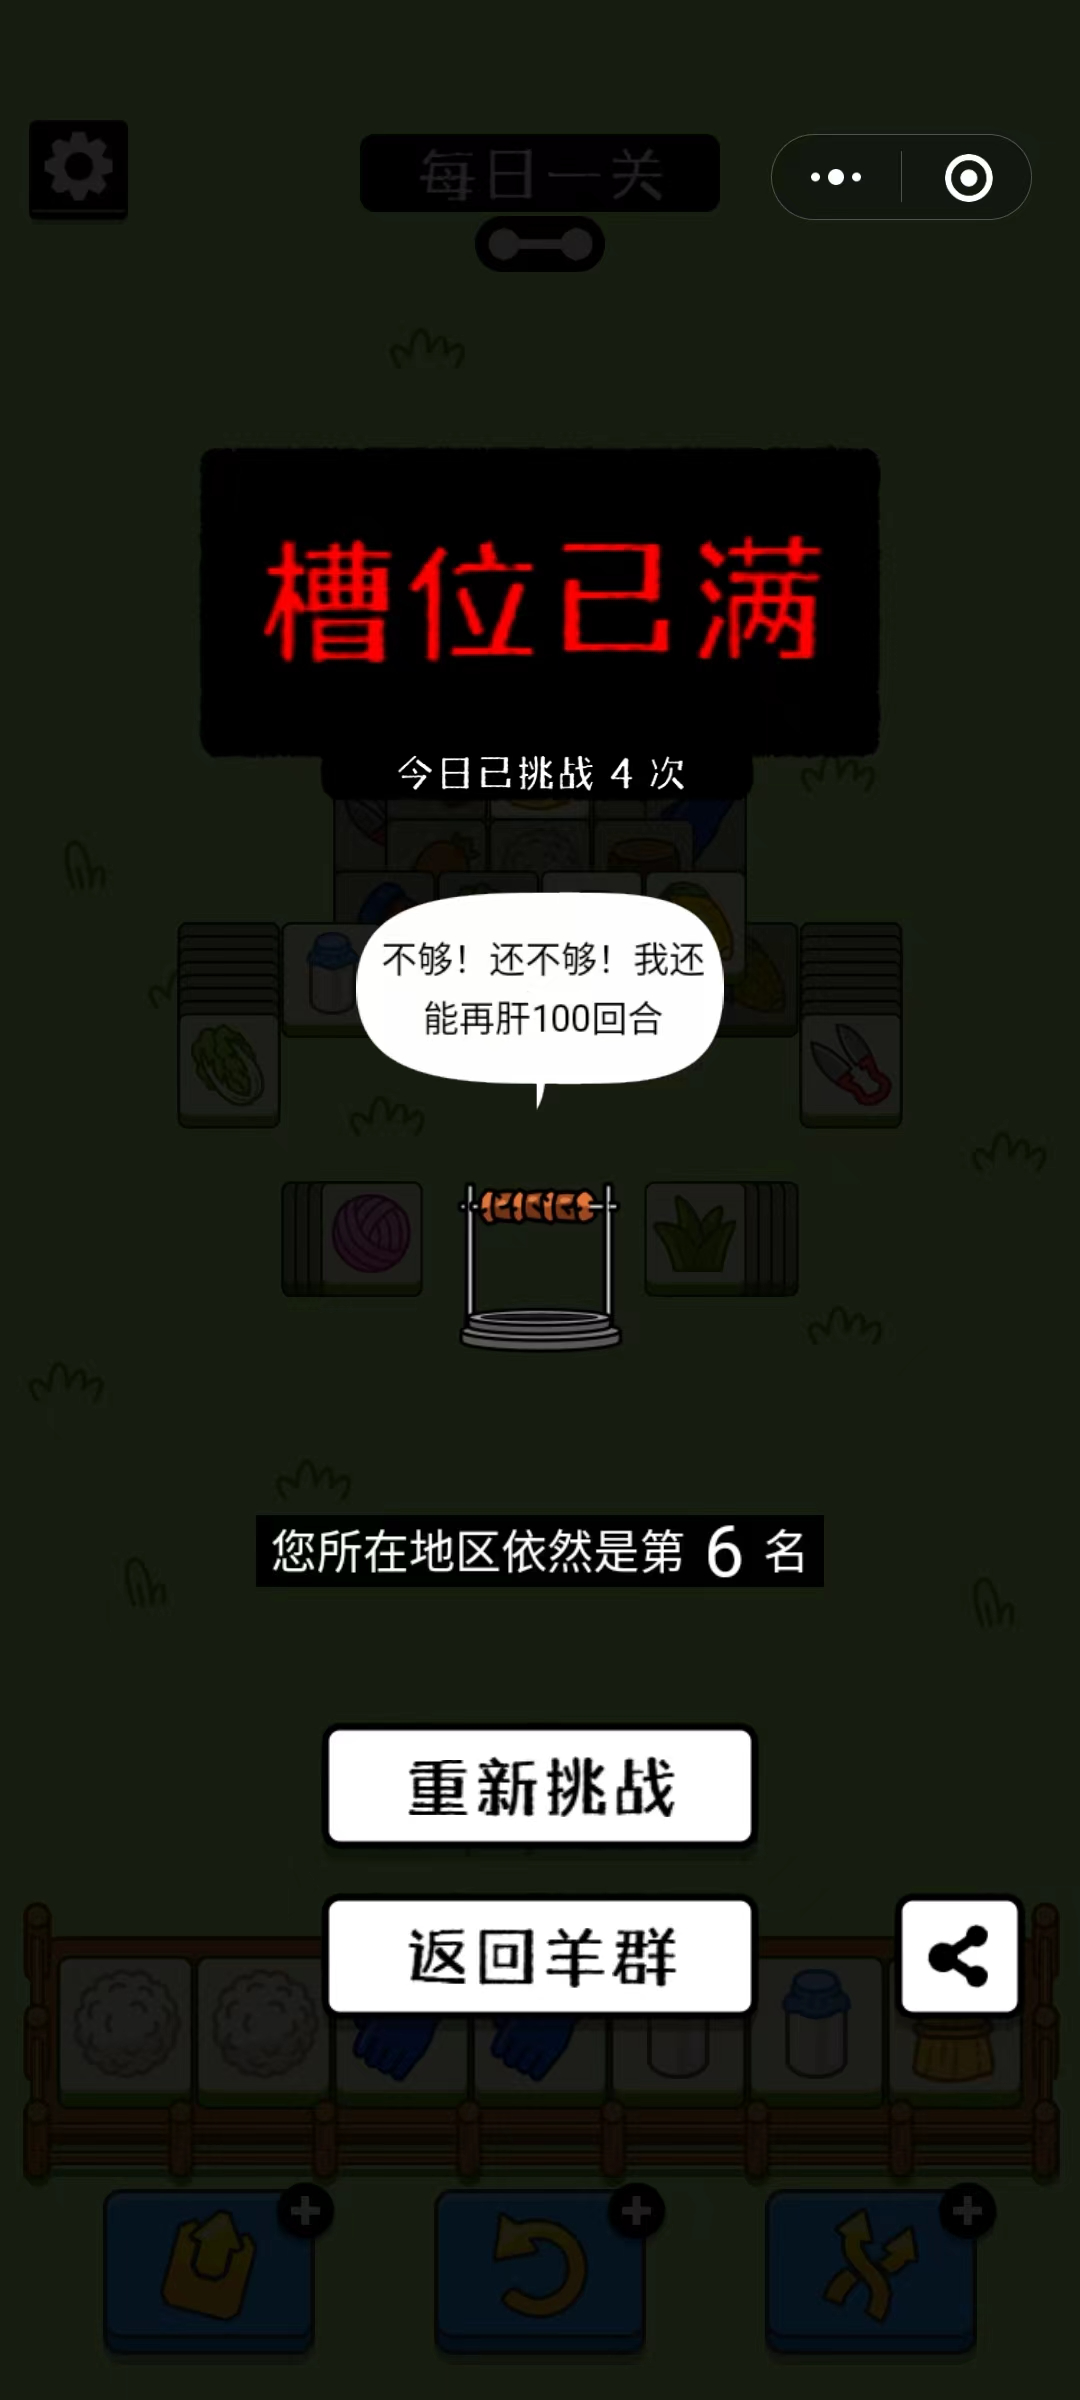 每日一关
槽位已满
今日已挑战 4 次
不够！还不够！我还
能再肝100回合
您所在地区依然是第 6 名
重新挑战
返回羊群